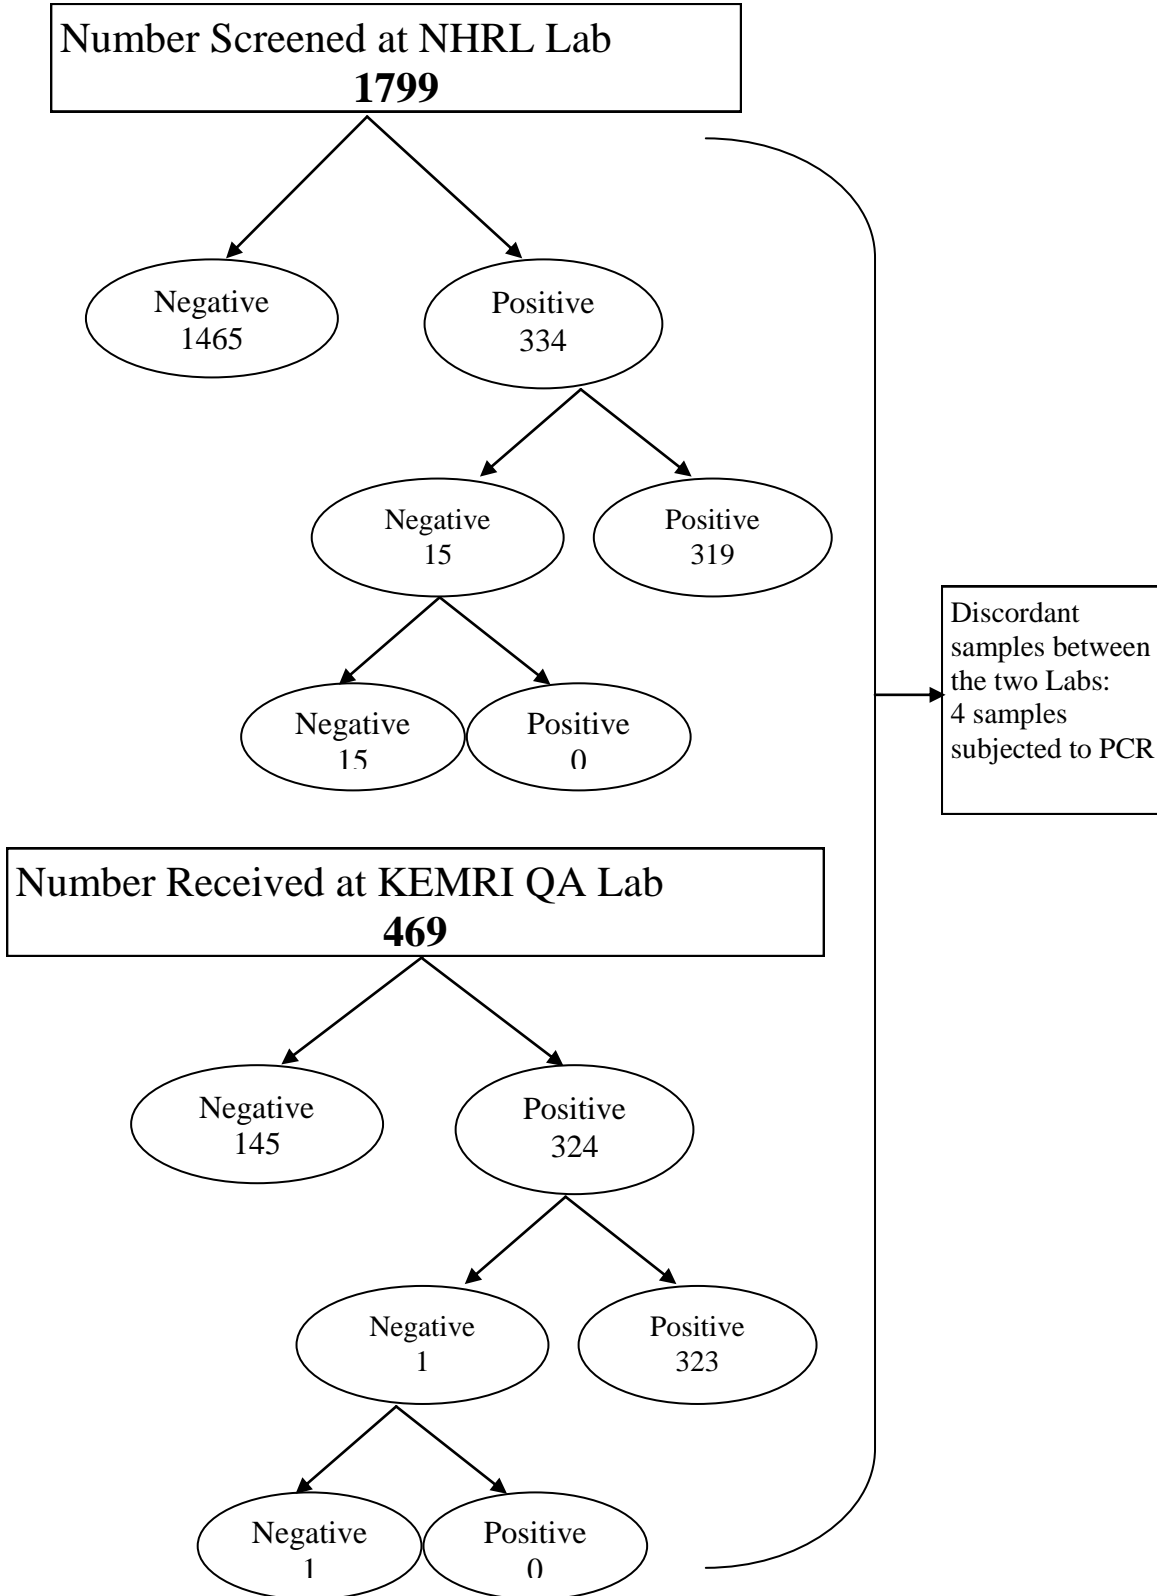 Number Screened at NHRL Lab
1799
Negative
1465
Positive
334
Negative
15
Positive
319
Negative
15
Positive
0
Discordant
samples between
the two Labs:
4 samples
subjected to PCR
Number Received at KEMRI QA Lab
469
Negative
145
Positive
324
Negative
1
Positive
323
Negative
1
Positive
0